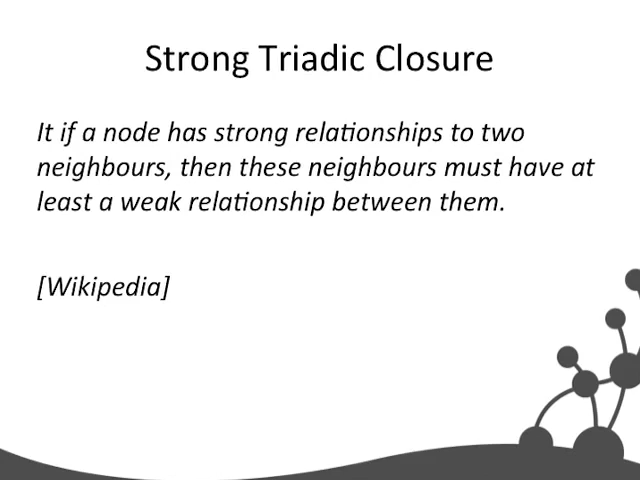 Strong Triadic Closure
It if a node has strong relationships to two
neighbours, then these neighbours must have at
least a weak relationship between them.
[Wikipedia]